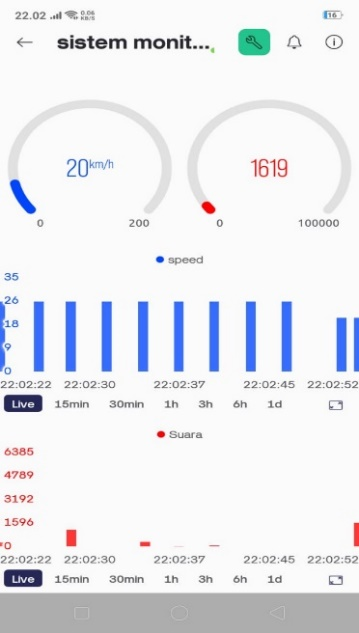 22.02 0.06 KB/S 16
sistem monit...
20 km/h 1619
0 200 0 100000
speed
35
26
18
9
0
22:02:22 22:02:30 22:02:37 22:02:45 22:02:52
Live 15min 30min 1h 3h 6h 1d
Suara
6385
4789
3192
1596
0
22:02:22 22:02:30 22:02:37 22:02:45 22:02:52
Live 15min 30min 1h 3h 6h 1d